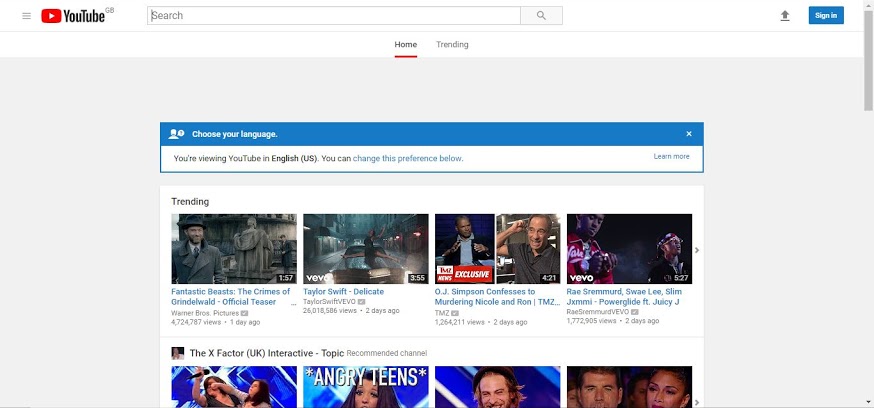 YouTube GB
Search
Sign in
Home Trending
Choose your language. ×
You're viewing YouTube in English (US). You can change this preference below. Learn more
Trending
1:57
vevo 3:55
TMZ NEWS EXCLUSIVE 4:21
vevo 5:27
Fantastic Beasts: The Crimes of
Grindelwald - Official Teaser ...
Warner Bros. Pictures
4,724,787 views • 1 day ago
Taylor Swift - Delicate
TaylorSwiftVEVO
26,018,586 views • 2 days ago
O.J. Simpson Confesses to
Murdering Nicole and Ron | TMZ...
TMZ
1,264,211 views • 2 days ago
Rae Sremmurd, Swae Lee, Slim
Jxmmi - Powerglide ft. Juicy J
RaeSremmurdVEVO
1,772,905 views • 2 days ago
The X Factor (UK) Interactive - Topic Recommended channel
*ANGRY TEENS*